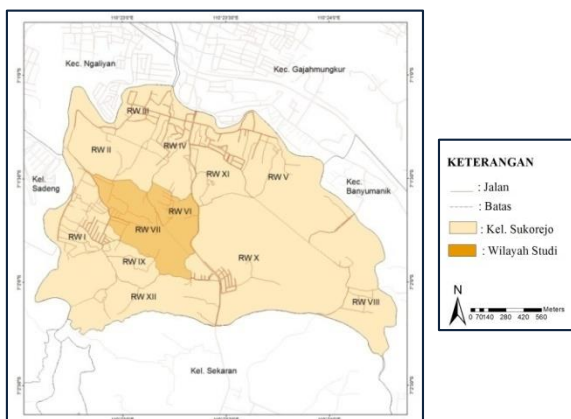 Kec. Ngaliyan
Kec. Gajahmungkur
RW III
RW II
RW IV
RW XI
RW V
Kel.
Sadeng
Kec.
Banyumanik
RW VI
RW VII
RW I
RW IX
RW X
RW XII
RW VIII
Kel. Sekaran
KETERANGAN
: Jalan
: Batas
: Kel. Sukorejo
: Wilayah Studi
N
Meters
0 70 140 280 420 560